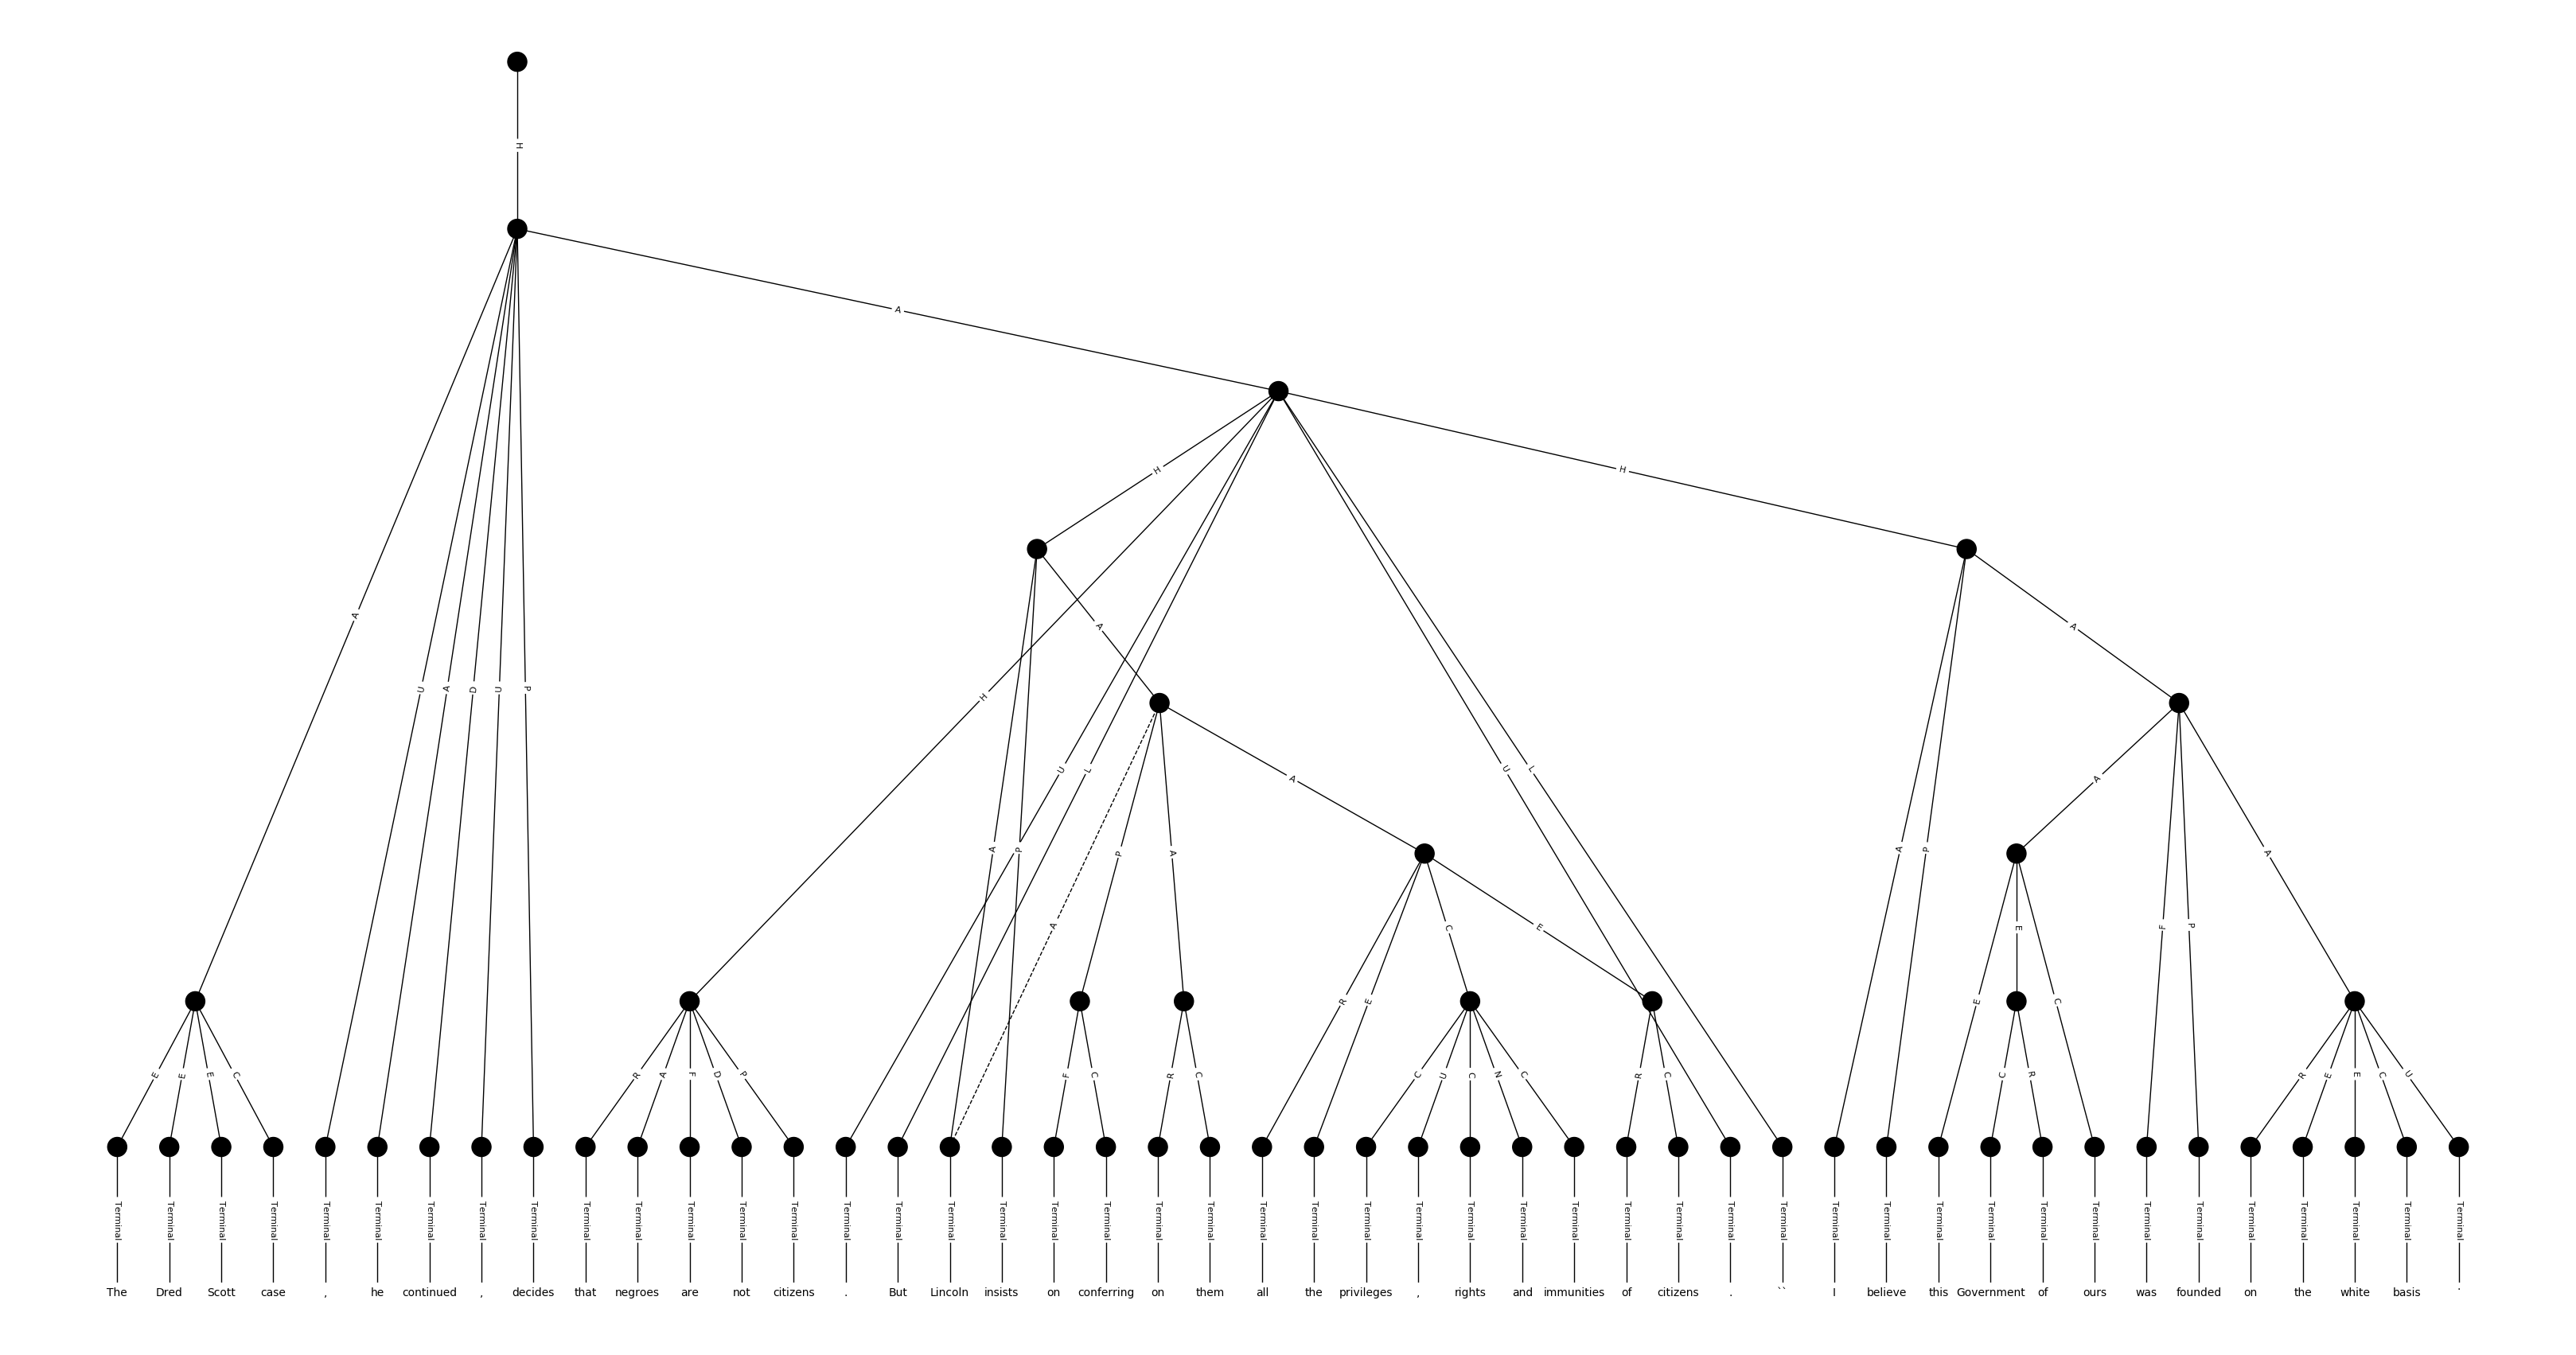 H
A
H
H
A
A
A
H
U
A
D
U
P
U
L
U
L
A
A
A
P
P
A
A
P
A
A
C
E
E
F
P
R
E
E
C
E
E
E
C
R
A
F
D
P
F
C
R
C
C
U
C
N
C
R
C
C
R
R
E
E
C
U
Terminal Terminal Terminal Terminal Terminal Terminal Terminal Terminal Terminal Terminal Terminal Terminal Terminal Terminal Terminal Terminal Terminal Terminal Terminal Terminal Terminal Terminal Terminal Terminal Terminal Terminal Terminal Terminal Terminal Terminal Terminal Terminal Terminal Terminal Terminal Terminal Terminal Terminal Terminal Terminal Terminal Terminal Terminal Terminal Terminal Terminal
The Dred Scott case , he continued , decides that negroes are not citizens . But Lincoln insists on conferring on them all the privileges , rights and immunities of citizens . `` I believe this Government of ours was founded on the white basis .